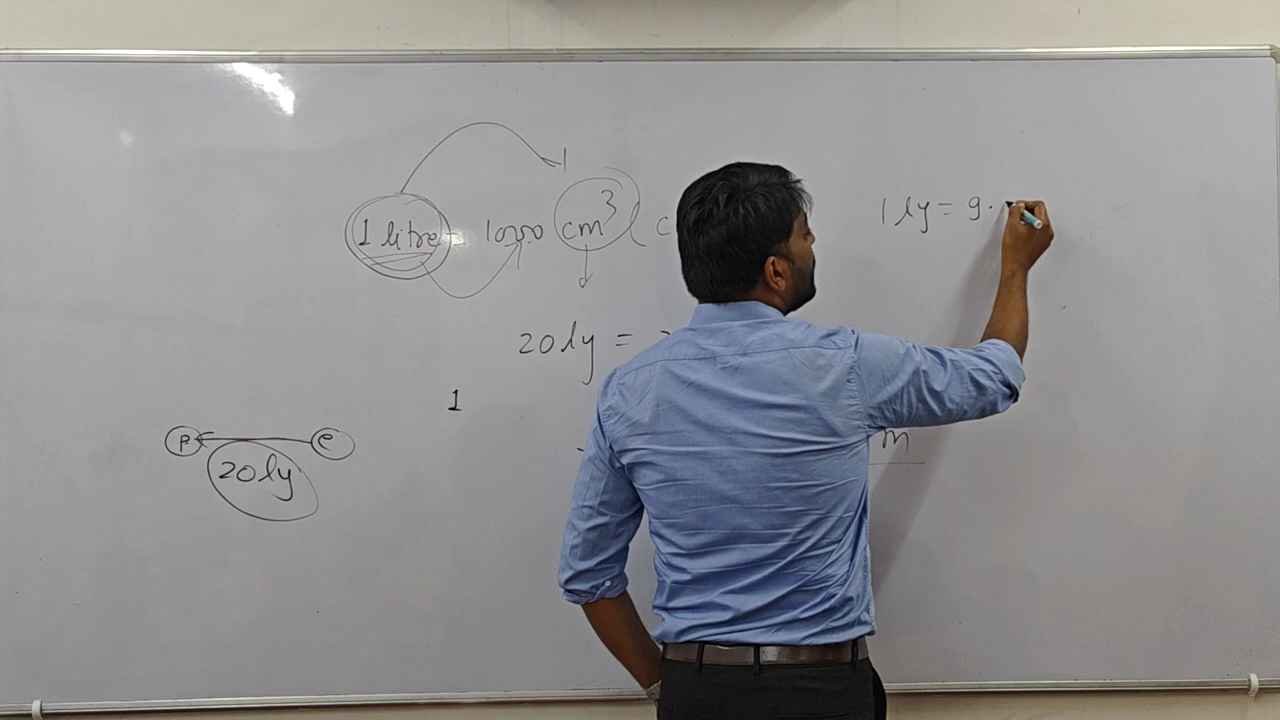 1 litre = 1000 cm³ ( c
1 ly = 9.
20 ly =
1
P e
20 ly
m